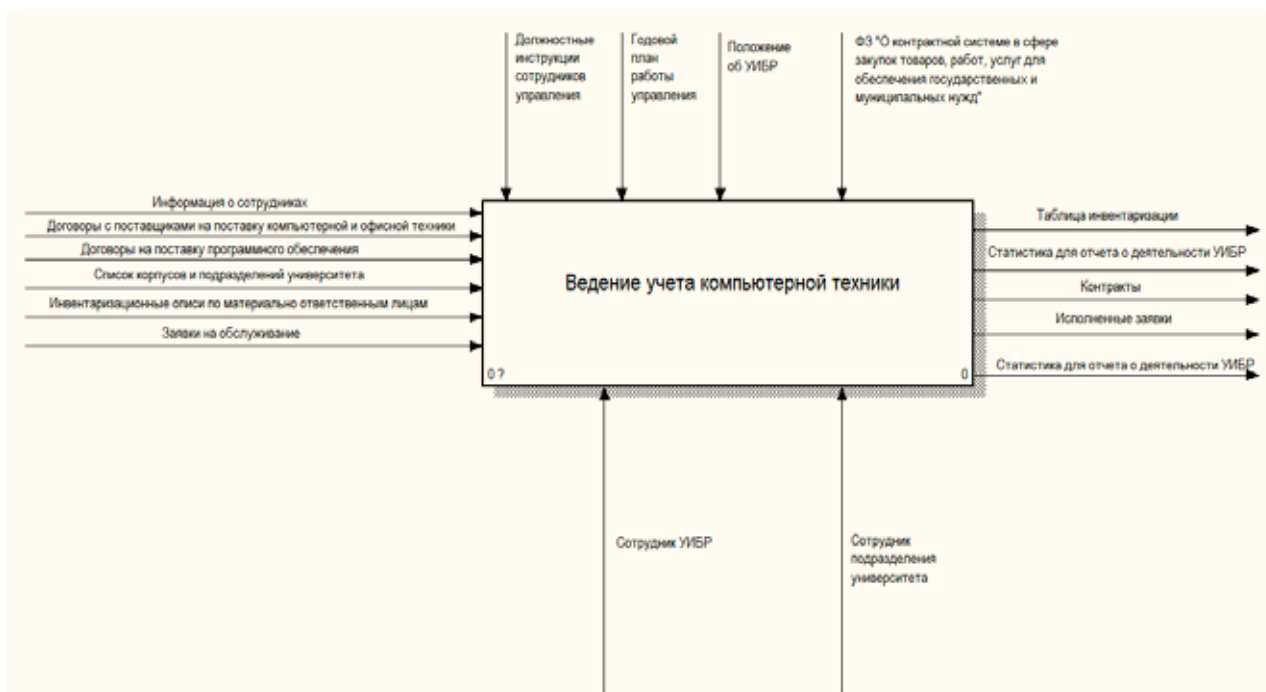 Должностные
инструкции
сотрудников
управления
Годовой
план
работы
управления
Положение
об УИБР
ФЗ "О контрактной системе в сфере
закупок товаров, работ, услуг для
обеспечения государственных и
муниципальных нужд"
Информация о сотрудниках
Договоры с поставщиками на поставку компьютерной и офисной техники
Договоры на поставку программного обеспечения
Список корпусов и подразделений университета
Инвентаризационные описи по материально ответственным лицам
Заявки на обслуживание
Ведение учета компьютерной техники
0 ?
0
Таблица инвентаризации
Статистика для отчета о деятельности УИБР
Контракты
Исполненные заявки
Статистика для отчета о деятельности УИБР
Сотрудник УИБР
Сотрудник
подразделения
университета